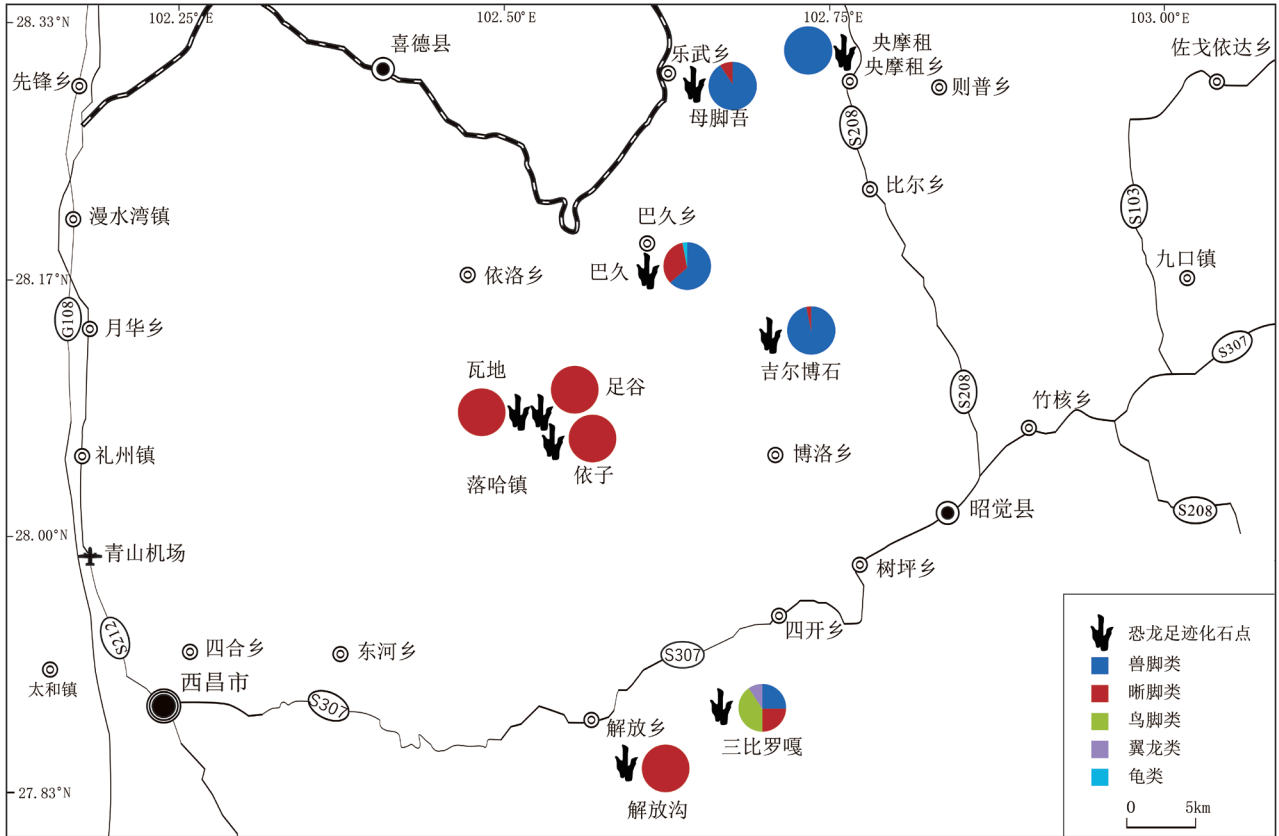 28.33°N
102.25°E
102.50°E
102.75°E
103.00°E
喜德县
乐武乡
央摩租
央摩租乡
佐戈依达乡
先锋乡
则普乡
母脚吾
S208
比尔乡
S103
漫水湾镇
巴久乡
九口镇
28.17°N
依洛乡
巴久
G108
月华乡
S307
瓦地
足谷
吉尔博石
S208
竹核乡
礼州镇
依子
博洛乡
落哈镇
昭觉县
S208
28.00°N
青山机场
树坪乡
四开乡
S212
四合乡
东河乡
S307
太和镇
西昌市
S307
解放乡
三比罗嘎
解放沟
27.83°N
恐龙足迹化石点
兽脚类
晰脚类
鸟脚类
翼龙类
龟类
0 5km